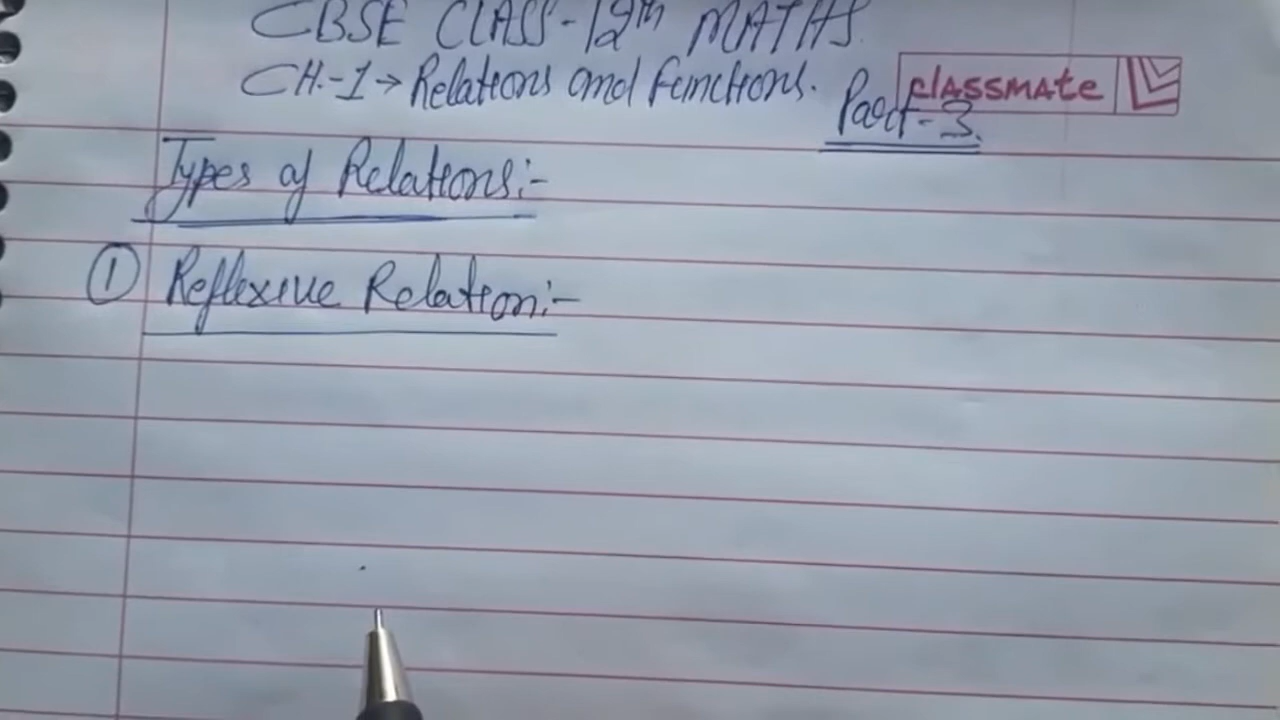 CBSE CLASS-12th MATHS
CH.-1→ Relations and functions.
classmate
Part-3.
Types of Relations:-
① Reflexive Relation:-